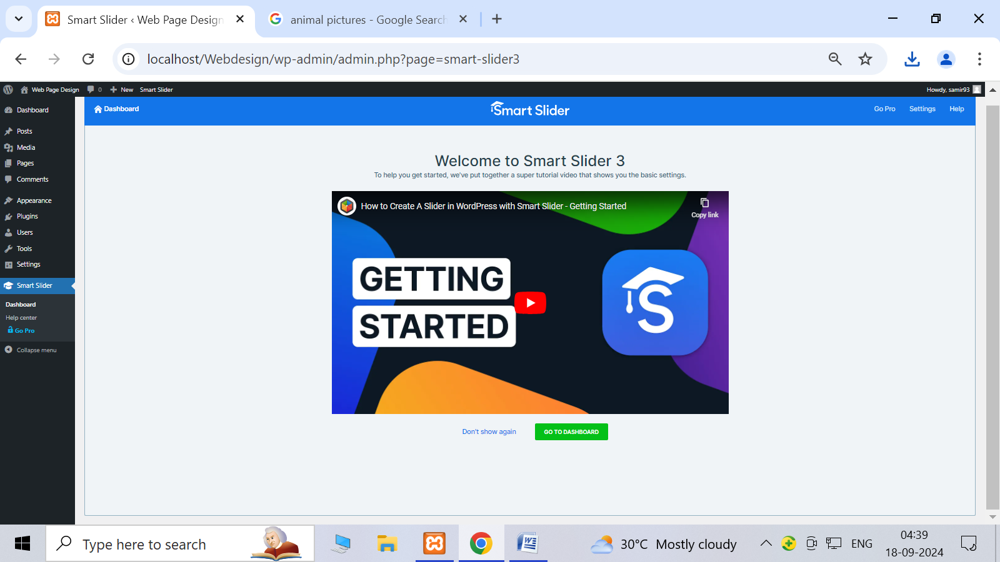 Smart Slider ‹ Web Page Design
animal pictures - Google Search
localhost/Webdesign/wp-admin/admin.php?page=smart-slider3
Web Page Design
0
New
Smart Slider
Howdy, samir93
Dashboard
Posts
Media
Pages
Comments
Appearance
Plugins
Users
Tools
Settings
Smart Slider
Dashboard
Help center
Go Pro
Collapse menu
Dashboard
Smart Slider
Go Pro
Settings
Help
Welcome to Smart Slider 3
To help you get started, we've put together a super tutorial video that shows you the basic settings.
How to Create A Slider in WordPress with Smart Slider - Getting Started
Copy link
GETTING
STARTED
S
Don't show again
GO TO DASHBOARD
Type here to search
30°C Mostly cloudy
ENG
04:39
18-09-2024